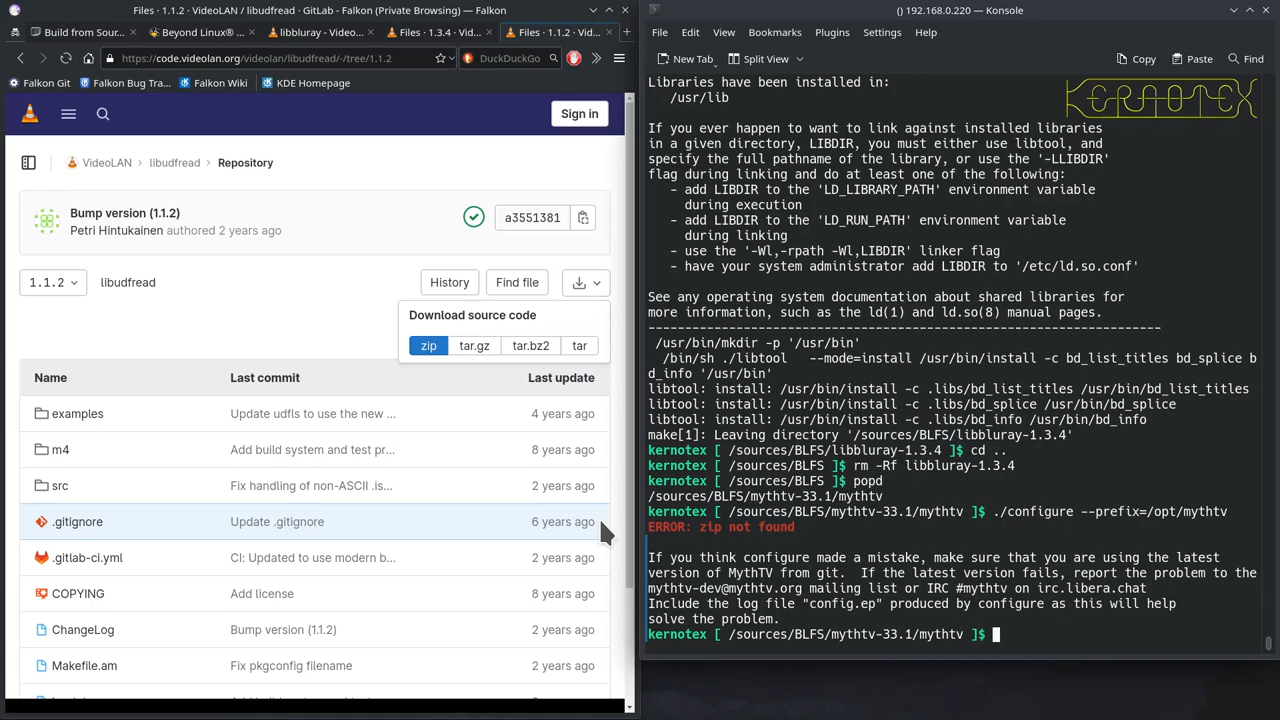 Files · 1.1.2 · VideoLAN / libudfread · GitLab - Falkon (Private Browsing) — Falkon
Build from Sour...
Beyond Linux® ...
libbluray - Video...
Files · 1.3.4 · Vid...
Files · 1.1.2 · Vid...
https://code.videolan.org/videolan/libudfread/-/tree/1.1.2
DuckDuckGo
Falkon Git
Falkon Bug Tra...
Falkon Wiki
KDE Homepage
Sign in
VideoLAN
libudfread
Repository
Bump version (1.1.2)
Petri Hintukainen authored 2 years ago
a3551381
1.1.2
libudfread
History
Find file
Download source code
zip
tar.gz
tar.bz2
tar
Name
Last commit
Last update
examples
Update udfls to use the new ...
4 years ago
m4
Add build system and test pr...
8 years ago
src
Fix handling of non-ASCII .is...
2 years ago
.gitignore
Update .gitignore
6 years ago
.gitlab-ci.yml
CI: Updated to use modern b...
2 years ago
COPYING
Add license
8 years ago
ChangeLog
Bump version (1.1.2)
2 years ago
Makefile.am
Fix pkgconfig filename
2 years ago
() 192.168.0.220 — Konsole
File Edit View Bookmarks Plugins Settings Help
New Tab
Split View
Copy
Paste
Find
KERNOTEX
Libraries have been installed in:
/usr/lib
If you ever happen to want to link against installed libraries
in a given directory, LIBDIR, you must either use libtool, and
specify the full pathname of the library, or use the '-LLIBDIR'
flag during linking and do at least one of the following:
- add LIBDIR to the 'LD_LIBRARY_PATH' environment variable
during execution
- add LIBDIR to the 'LD_RUN_PATH' environment variable
during linking
- use the '-Wl,-rpath -Wl,LIBDIR' linker flag
- have your system administrator add LIBDIR to '/etc/ld.so.conf'
See any operating system documentation about shared libraries for
more information, such as the ld(1) and ld.so(8) manual pages.
----------------------------------------------------------------------
/usr/bin/mkdir -p '/usr/bin'
/bin/sh ./libtool --mode=install /usr/bin/install -c bd_list_titles bd_splice b
d_info '/usr/bin'
libtool: install: /usr/bin/install -c .libs/bd_list_titles /usr/bin/bd_list_titles
libtool: install: /usr/bin/install -c .libs/bd_splice /usr/bin/bd_splice
libtool: install: /usr/bin/install -c .libs/bd_info /usr/bin/bd_info
make[1]: Leaving directory '/sources/BLFS/libbluray-1.3.4'
kernotex [ /sources/BLFS/libbluray-1.3.4 ]$ cd ..
kernotex [ /sources/BLFS ]$ rm -Rf libbluray-1.3.4
kernotex [ /sources/BLFS ]$ popd
/sources/BLFS/mythtv-33.1/mythtv
kernotex [ /sources/BLFS/mythtv-33.1/mythtv ]$ ./configure --prefix=/opt/mythtv
ERROR: zip not found
If you think configure made a mistake, make sure that you are using the latest
version of MythTV from git. If the latest version fails, report the problem to the
mythtv-dev@mythtv.org mailing list or IRC #mythtv on irc.libera.chat
Include the log file "config.ep" produced by configure as this will help
solve the problem.
kernotex [ /sources/BLFS/mythtv-33.1/mythtv ]$